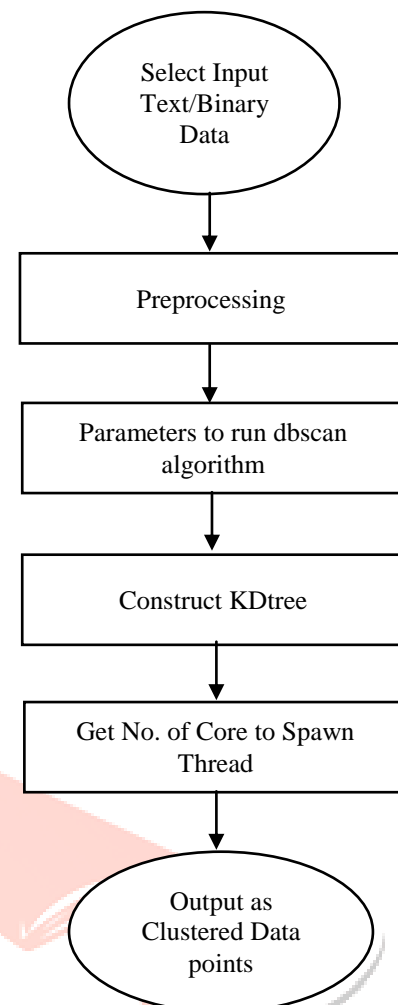 Select Input
Text/Binary
Data
Preprocessing
Parameters to run dbscan
algorithm
Construct KDtree
Get No. of Core to Spawn
Thread
Output as
Clustered Data
points